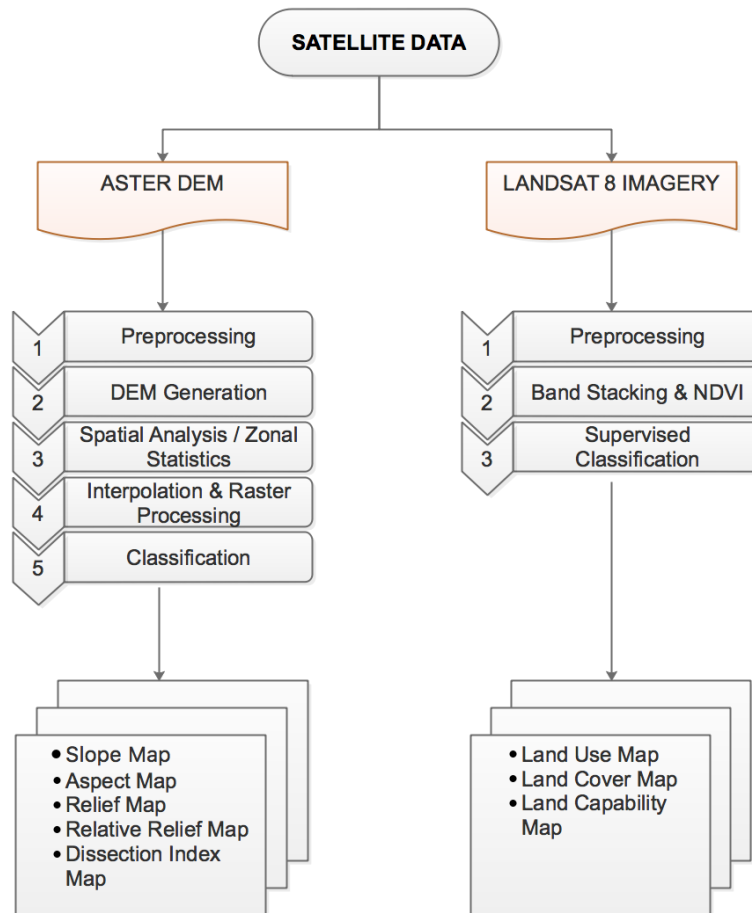 SATELLITE DATA
ASTER DEM
LANDSAT 8 IMAGERY
1
Preprocessing
2
DEM Generation
3
Spatial Analysis / Zonal
Statistics
4
Interpolation & Raster
Processing
5
Classification
1
Preprocessing
2
Band Stacking & NDVI
3
Supervised
Classification
• Slope Map
• Aspect Map
• Relief Map
• Relative Relief Map
• Dissection Index
Map
• Land Use Map
• Land Cover Map
• Land Capability
Map